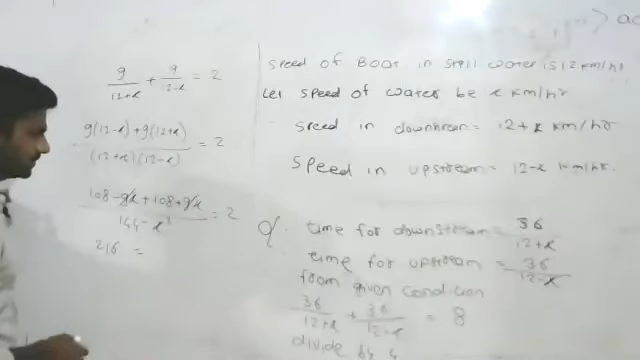 9/12+x + 9/12-x = 2
9(12-x)+9(12+x)/(12+x)(12-x) = 2
108-9x+108+9x/144-x² = 2
216 =
speed of Boat in still water is 12 km/hr
Let speed of water be x km/hr
speed in downstream = 12+x km/hr
speed in upstream = 12-x km/hr.
time for downstream = 36/12+x
time for upstream = 36/12-x
from given condition
36/12+x + 36/12-x = 8
divide by 4